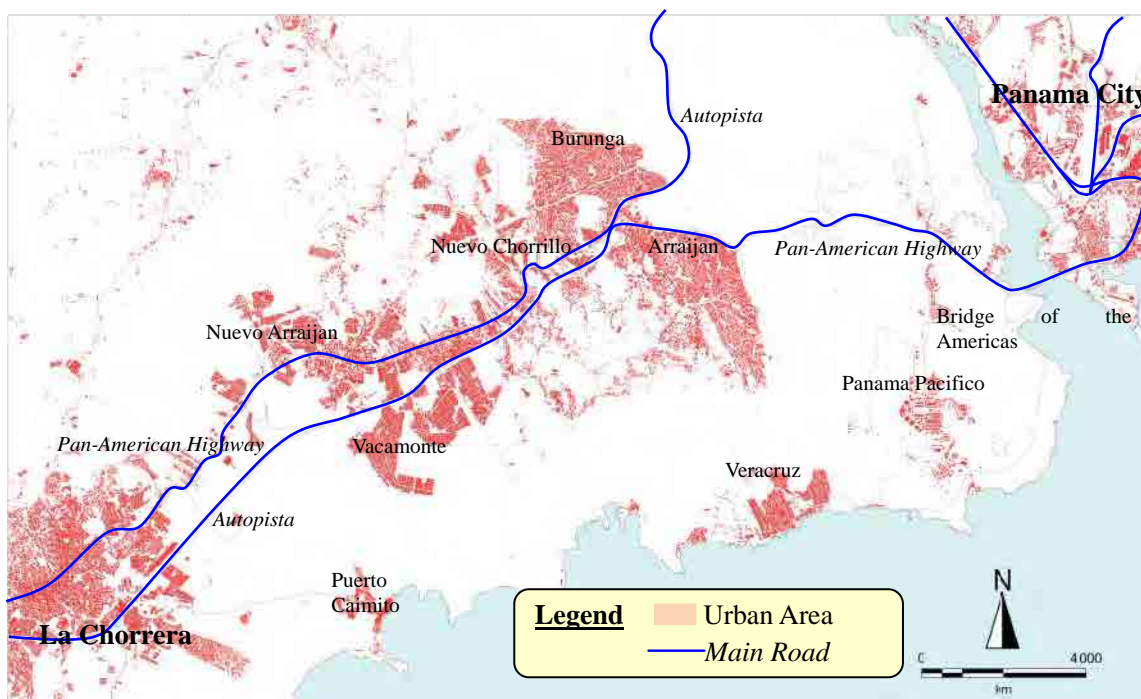 Panama City
Autopista
Burunga
Nuevo Chorrillo
Arraijan
Pan-American Highway
Bridge of the
Americas
Nuevo Arraijan
Panama Pacifico
Pan-American Highway
Vacamonte
Veracruz
Autopista
Puerto
Caimito
La Chorrera
Legend
Urban Area
Main Road
N
0 4000
km